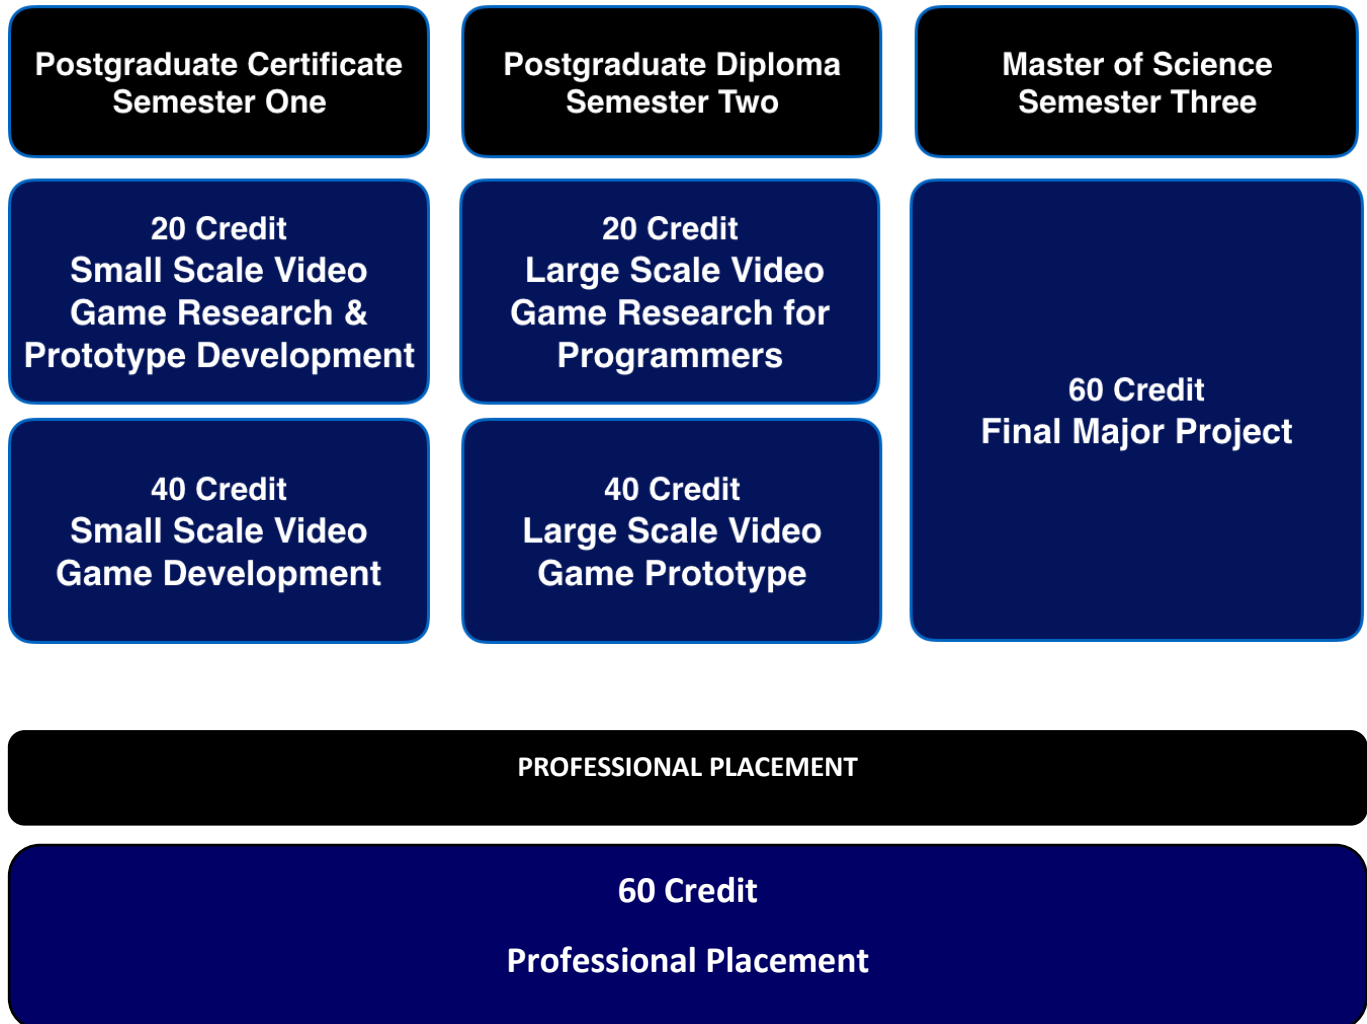 Postgraduate Certificate
Semester One
Postgraduate Diploma
Semester Two
Master of Science
Semester Three
20 Credit
Small Scale Video
Game Research &
Prototype Development
20 Credit
Large Scale Video
Game Research for
Programmers
60 Credit
Final Major Project
40 Credit
Small Scale Video
Game Development
40 Credit
Large Scale Video
Game Prototype
PROFESSIONAL PLACEMENT
60 Credit
Professional Placement